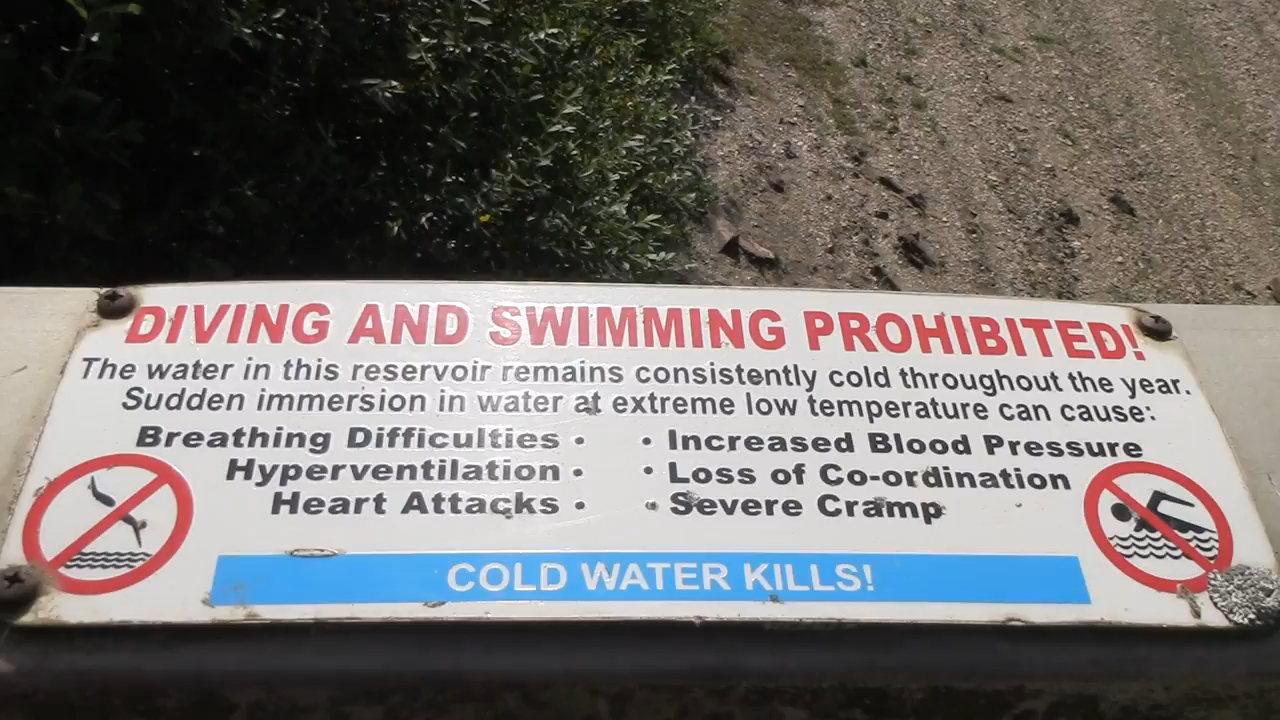 DIVING AND SWIMMING PROHIBITED!
The water in this reservoir remains consistently cold throughout the year.
Sudden immersion in water at extreme low temperature can cause:
Breathing Difficulties • • Increased Blood Pressure
Hyperventilation • • Loss of Co-ordination
Heart Attacks • • Severe Cramp
COLD WATER KILLS!